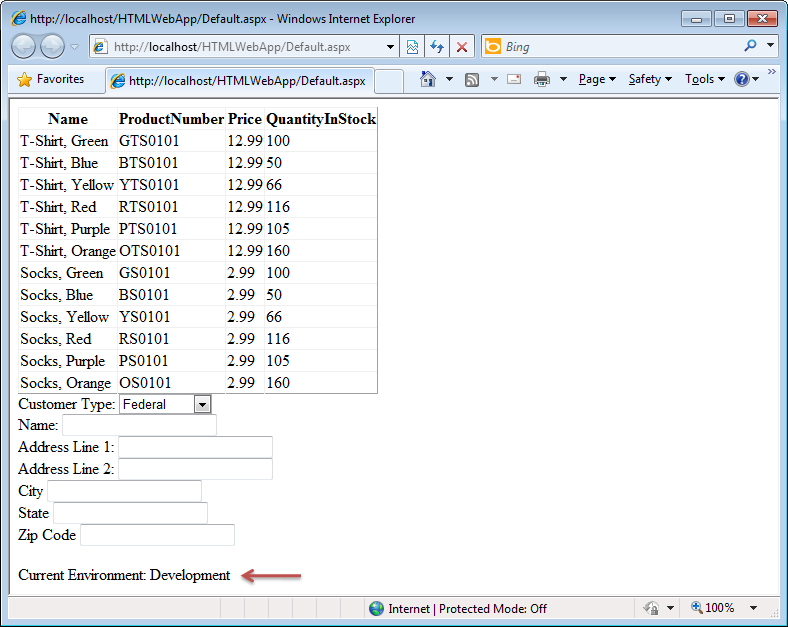 http://localhost/HTMLWebApp/Default.aspx - Windows Internet Explorer
http://localhost/HTMLWebApp/Default.aspx Bing
Favorites http://localhost/HTMLWebApp/Default.aspx Page Safety Tools
Name ProductNumber Price QuantityInStock
T-Shirt, Green GTS0101 12.99 100
T-Shirt, Blue BTS0101 12.99 50
T-Shirt, Yellow YTS0101 12.99 66
T-Shirt, Red RTS0101 12.99 116
T-Shirt, Purple PTS0101 12.99 105
T-Shirt, Orange OTS0101 12.99 160
Socks, Green GS0101 2.99 100
Socks, Blue BS0101 2.99 50
Socks, Yellow YS0101 2.99 66
Socks, Red RS0101 2.99 116
Socks, Purple PS0101 2.99 105
Socks, Orange OS0101 2.99 160
Customer Type: Federal
Name:
Address Line 1:
Address Line 2:
City
State
Zip Code
Current Environment: Development
Internet | Protected Mode: Off 100%